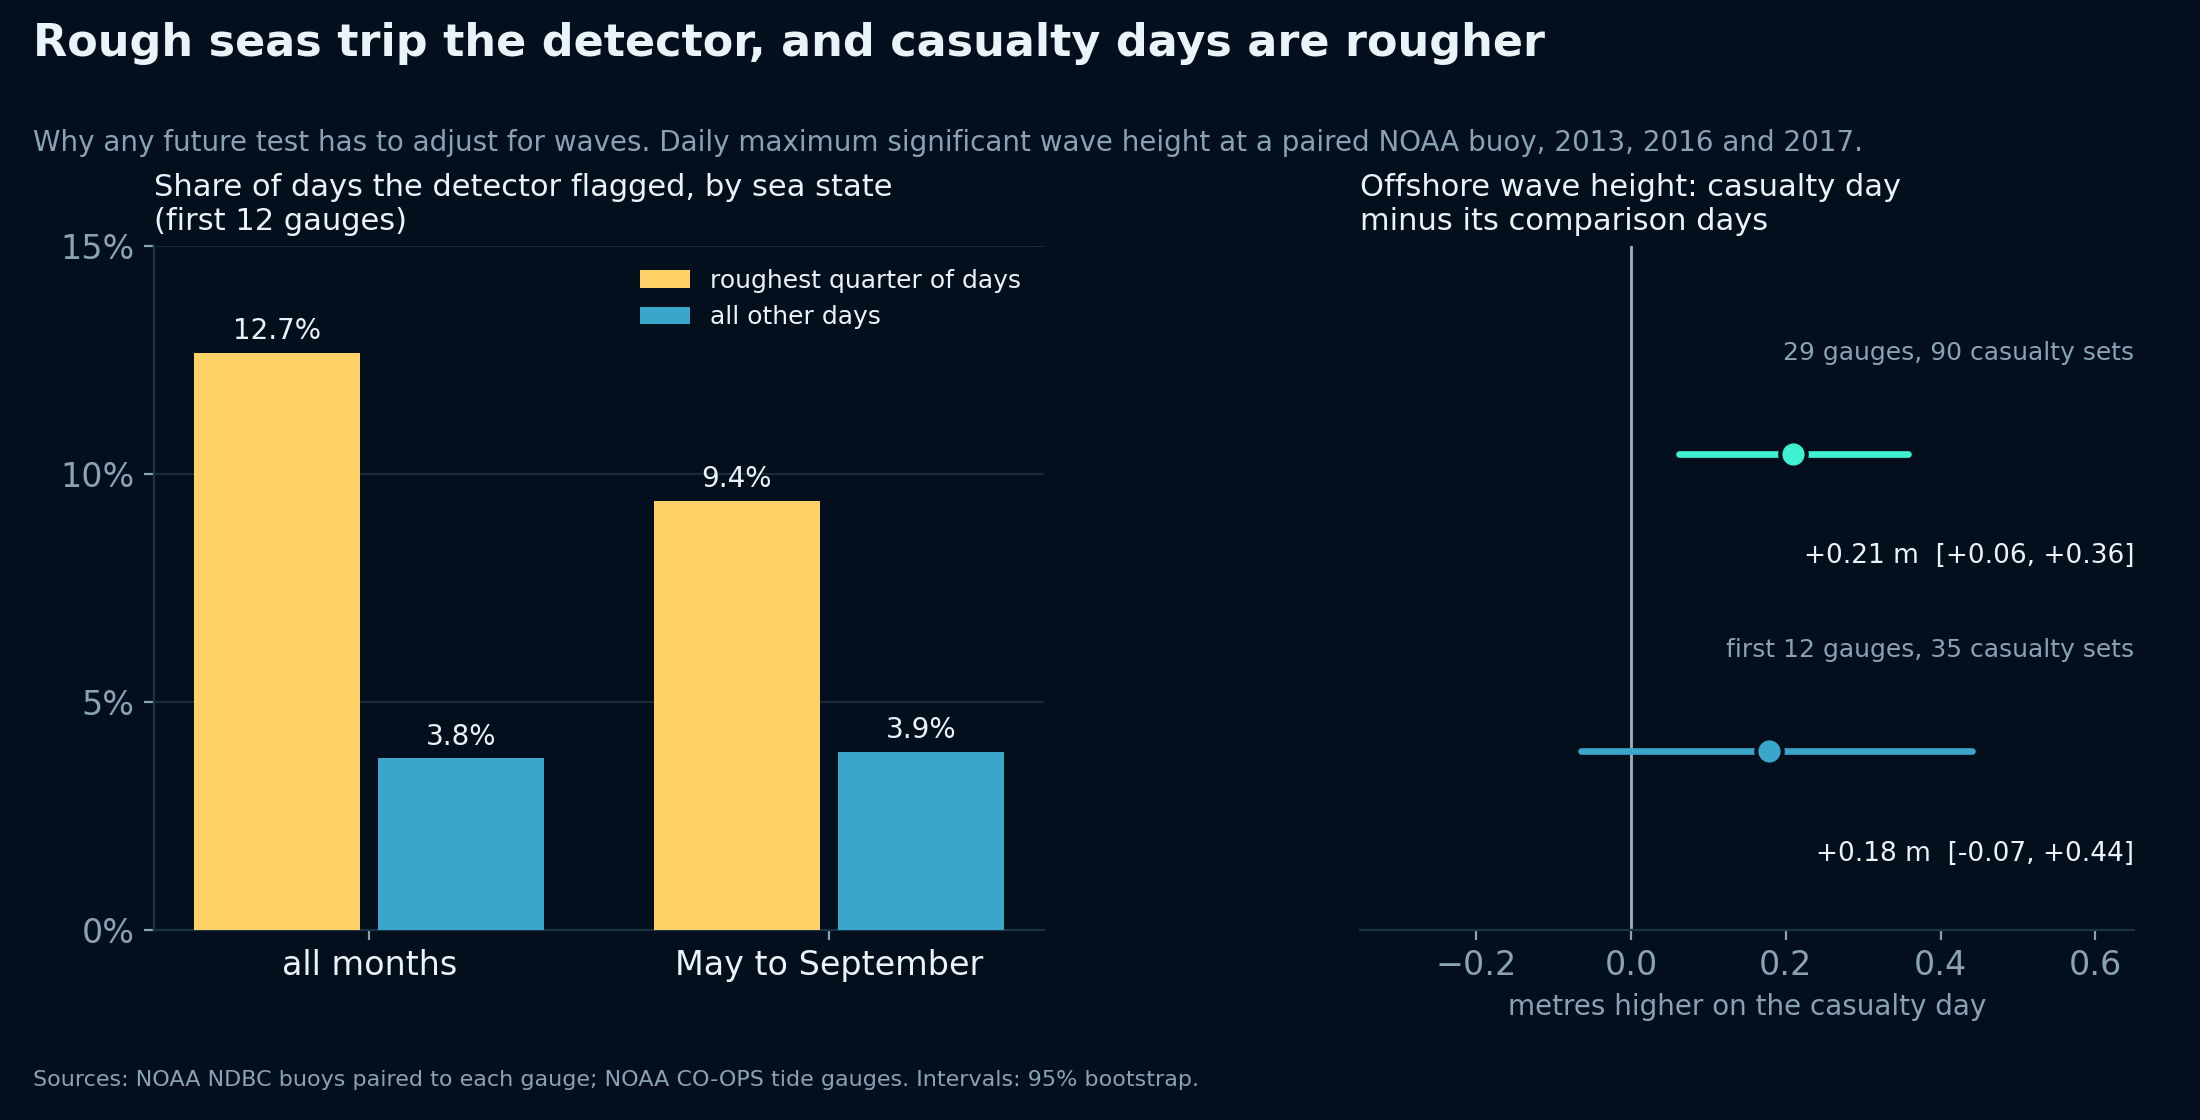 Rough seas trip the detector, and casualty days are rougher
Why any future test has to adjust for waves. Daily maximum significant wave height at a paired NOAA buoy, 2013, 2016 and 2017.
Share of days the detector flagged, by sea state
(first 12 gauges)
15%
10%
5%
0%
roughest quarter of days
all other days
12.7%
3.8%
9.4%
3.9%
all months
May to September
Offshore wave height: casualty day
minus its comparison days
29 gauges, 90 casualty sets
+0.21 m [+0.06, +0.36]
first 12 gauges, 35 casualty sets
+0.18 m [-0.07, +0.44]
−0.2
0.0
0.2
0.4
0.6
metres higher on the casualty day
Sources: NOAA NDBC buoys paired to each gauge; NOAA CO-OPS tide gauges. Intervals: 95% bootstrap.